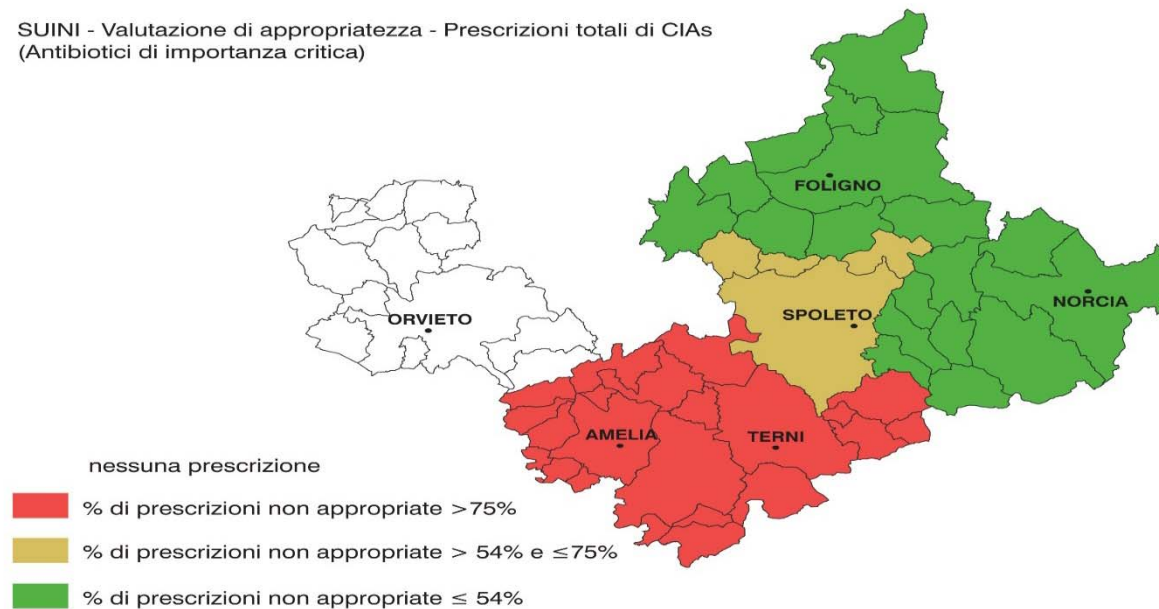 SUINI - Valutazione di appropriatezza - Prescrizioni totali di CIAs
(Antibiotici di importanza critica)
FOLIGNO
NORCIA
ORVIETO
SPOLETO
AMELIA
TERNI
nessuna prescrizione
% di prescrizioni non appropriate >75%
% di prescrizioni non appropriate > 54% e ≤75%
% di prescrizioni non appropriate ≤ 54%